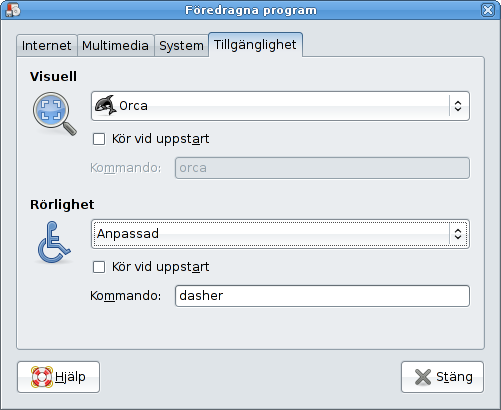 Föredragna program
Internet Multimedia System Tillgänglighet
Visuell
Orca
Kör vid uppstart
Kommando: orca
Rörlighet
Anpassad
Kör vid uppstart
Kommando: dasher
Hjälp Stäng